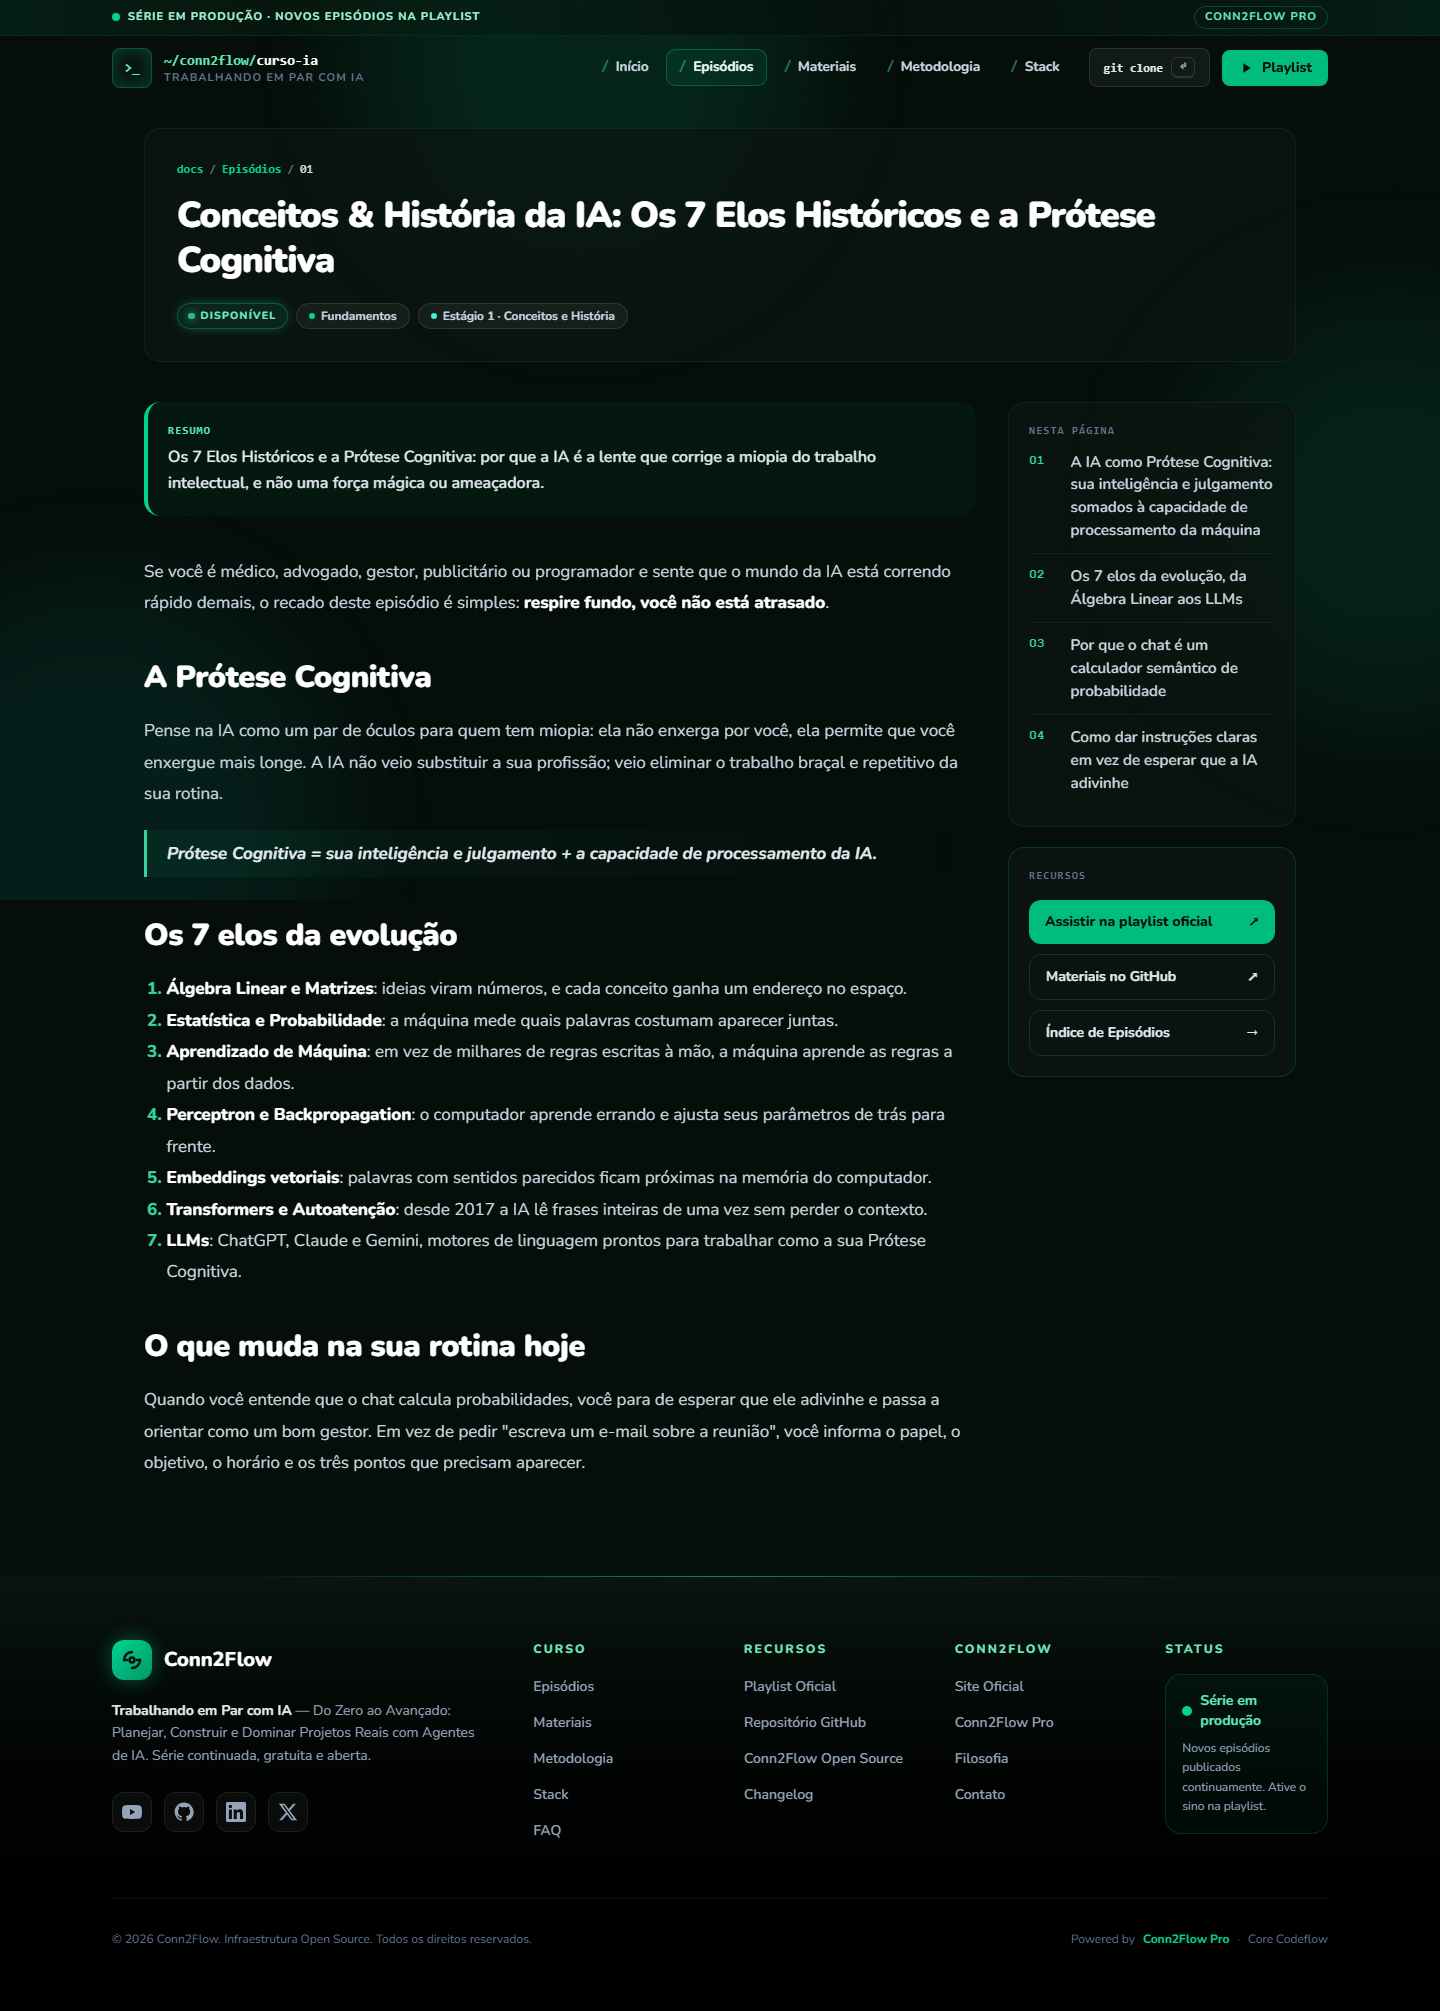 SÉRIE EM PRODUÇÃO · NOVOS EPISÓDIOS NA PLAYLIST
CONN2FLOW PRO
>_
~/conn2flow/curso-ia
TRABALHANDO EM PAR COM IA
/ Início
/ Episódios
/ Materiais
/ Metodologia
/ Stack
git clone ⏎
Playlist
docs / Episódios / 01
Conceitos & História da IA: Os 7 Elos Históricos e a Prótese
Cognitiva
DISPONÍVEL
Fundamentos
Estágio 1 · Conceitos e História
RESUMO
Os 7 Elos Históricos e a Prótese Cognitiva: por que a IA é a lente que corrige a miopia do trabalho
intelectual, e não uma força mágica ou ameaçadora.
Se você é médico, advogado, gestor, publicitário ou programador e sente que o mundo da IA está correndo
rápido demais, o recado deste episódio é simples: respire fundo, você não está atrasado.
A Prótese Cognitiva
Pense na IA como um par de óculos para quem tem miopia: ela não enxerga por você, ela permite que você
enxergue mais longe. A IA não veio substituir a sua profissão; veio eliminar o trabalho braçal e repetitivo da
sua rotina.
Prótese Cognitiva = sua inteligência e julgamento + a capacidade de processamento da IA.
Os 7 elos da evolução
1. Álgebra Linear e Matrizes: ideias viram números, e cada conceito ganha um endereço no espaço.
2. Estatística e Probabilidade: a máquina mede quais palavras costumam aparecer juntas.
3. Aprendizado de Máquina: em vez de milhares de regras escritas à mão, a máquina aprende as regras a
partir dos dados.
4. Perceptron e Backpropagation: o computador aprende errando e ajusta seus parâmetros de trás para
frente.
5. Embeddings vetoriais: palavras com sentidos parecidos ficam próximas na memória do computador.
6. Transformers e Autoatenção: desde 2017 a IA lê frases inteiras de uma vez sem perder o contexto.
7. LLMs: ChatGPT, Claude e Gemini, motores de linguagem prontos para trabalhar como a sua Prótese
Cognitiva.
O que muda na sua rotina hoje
Quando você entende que o chat calcula probabilidades, você para de esperar que ele adivinhe e passa a
orientar como um bom gestor. Em vez de pedir "escreva um e-mail sobre a reunião", você informa o papel, o
objetivo, o horário e os três pontos que precisam aparecer.
NESTA PÁGINA
01 A IA como Prótese Cognitiva:
sua inteligência e julgamento
somados à capacidade de
processamento da máquina
02 Os 7 elos da evolução, da
Álgebra Linear aos LLMs
03 Por que o chat é um
calculador semântico de
probabilidade
04 Como dar instruções claras
em vez de esperar que a IA
adivinhe
RECURSOS
Assistir na playlist oficial ↗
Materiais no GitHub ↗
Índice de Episódios →
Conn2Flow
Trabalhando em Par com IA — Do Zero ao Avançado:
Planejar, Construir e Dominar Projetos Reais com Agentes
de IA. Série continuada, gratuita e aberta.
CURSO
Episódios
Materiais
Metodologia
Stack
FAQ
RECURSOS
Playlist Oficial
Repositório GitHub
Conn2Flow Open Source
Changelog
CONN2FLOW
Site Oficial
Conn2Flow Pro
Filosofia
Contato
STATUS
Série em
produção
Novos episódios
publicados
continuamente. Ative o
sino na playlist.
© 2026 Conn2Flow. Infraestrutura Open Source. Todos os direitos reservados.
Powered by Conn2Flow Pro · Core Codeflow